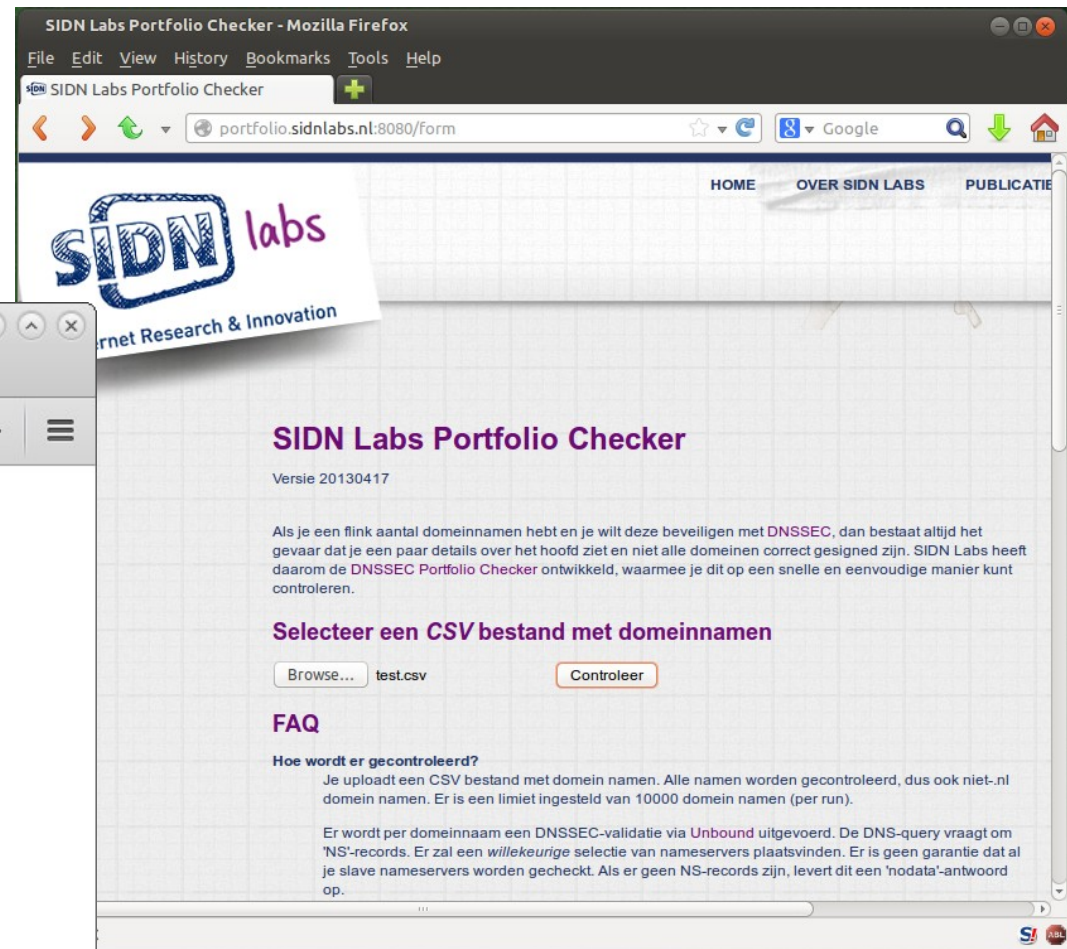 SIDN Labs Portfolio Checker - Mozilla Firefox
File Edit View History Bookmarks Tools Help
SIDN Labs Portfolio Checker
portfolio.sidnlabs.nl:8080/form
Google
HOME OVER SIDN LABS PUBLICATIE
SIDN labs
rnet Research & Innovation
SIDN Labs Portfolio Checker
Versie 20130417
Als je een flink aantal domeinnamen hebt en je wilt deze beveiligen met DNSSEC, dan bestaat altijd het
gevaar dat je een paar details over het hoofd ziet en niet alle domeinen correct gesigned zijn. SIDN Labs heeft
daarom de DNSSEC Portfolio Checker ontwikkeld, waarmee je dit op een snelle en eenvoudige manier kunt
controleren.
Selecteer een CSV bestand met domeinnamen
Browse... test.csv Controleer
FAQ
Hoe wordt er gecontroleerd?
Je uploadt een CSV bestand met domein namen. Alle namen worden gecontroleerd, dus ook niet-.nl
domein namen. Er is een limiet ingesteld van 10000 domein namen (per run).
Er wordt per domeinnaam een DNSSEC-validatie via Unbound uitgevoerd. De DNS-query vraagt om
'NS'-records. Er zal een willekeurige selectie van nameservers plaatsvinden. Er is geen garantie dat al
je slave nameservers worden gecheckt. Als er geen NS-records zijn, levert dit een 'nodata'-antwoord
op.
S!
ABL